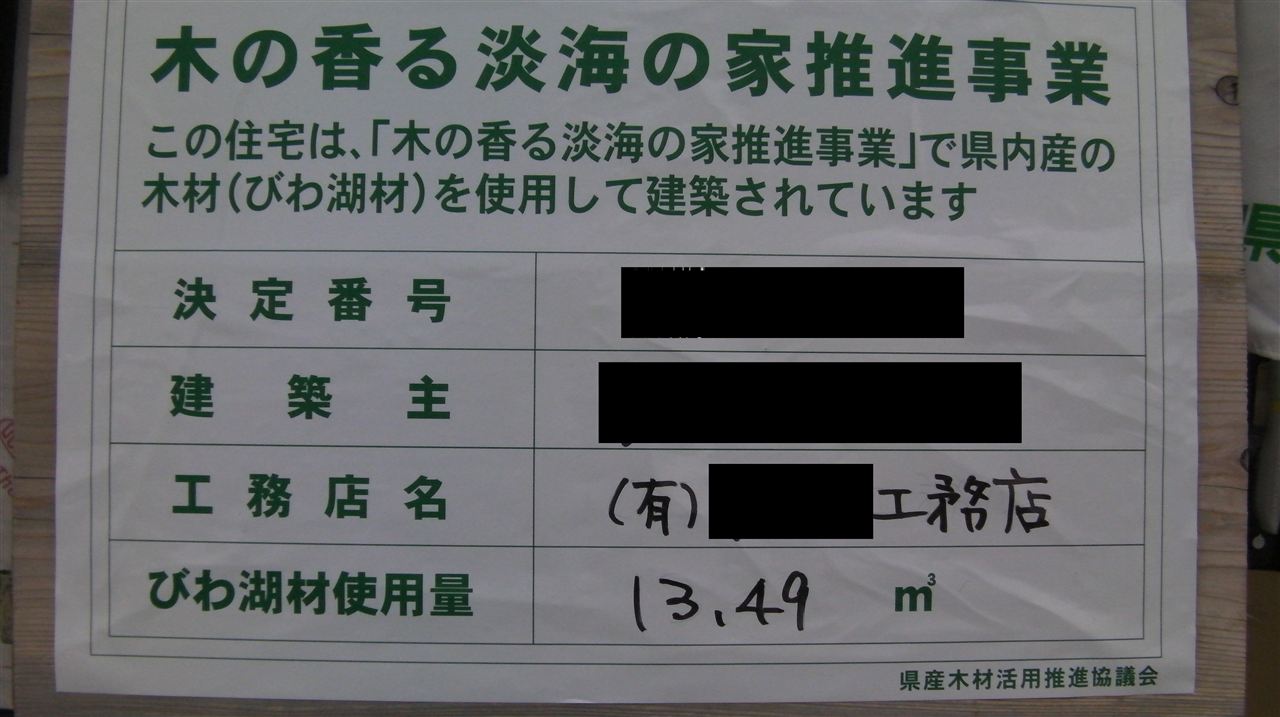 木の香る淡海の家推進事業
この住宅は、「木の香る淡海の家推進事業」で県内産の
木材(びわ湖材)を使用して建築されています
決定番号
建築主
工務店名 (有) 工務店
びわ湖材使用量 13.49 m³
県産木材活用推進協議会
県